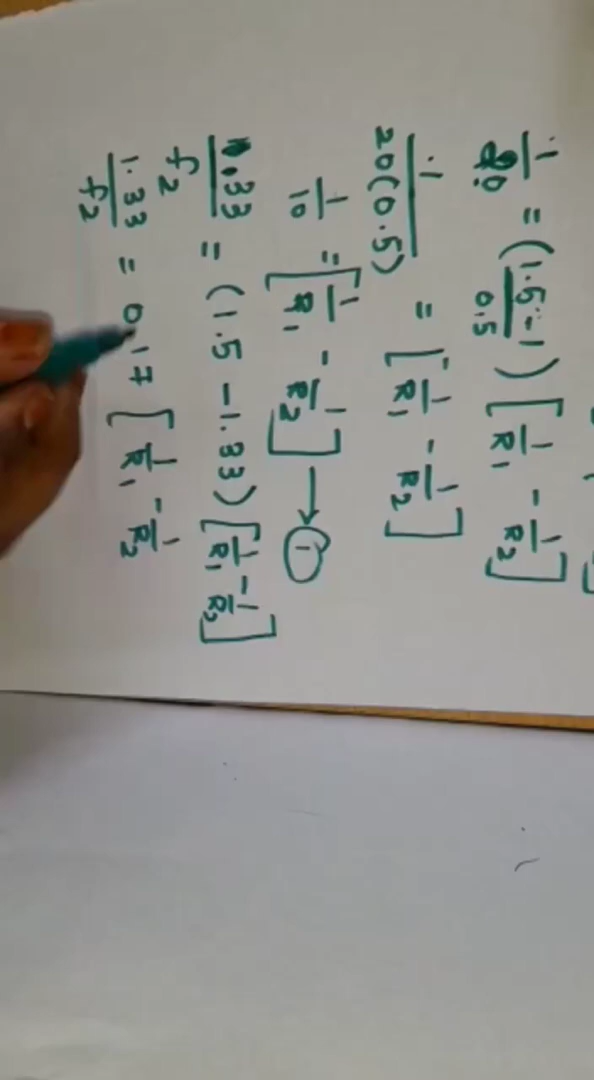 1/20 = (1.5-1) [1/R1 - 1/R2]
0.5
1/20(0.5) = [1/R1 - 1/R2]
1/10 = [1/R1 - 1/R2] → 1
1.33/f2 = (1.5-1.33) [1/R1 - 1/R2]
1.33/f2 = 0.17 [1/R1 - 1/R2